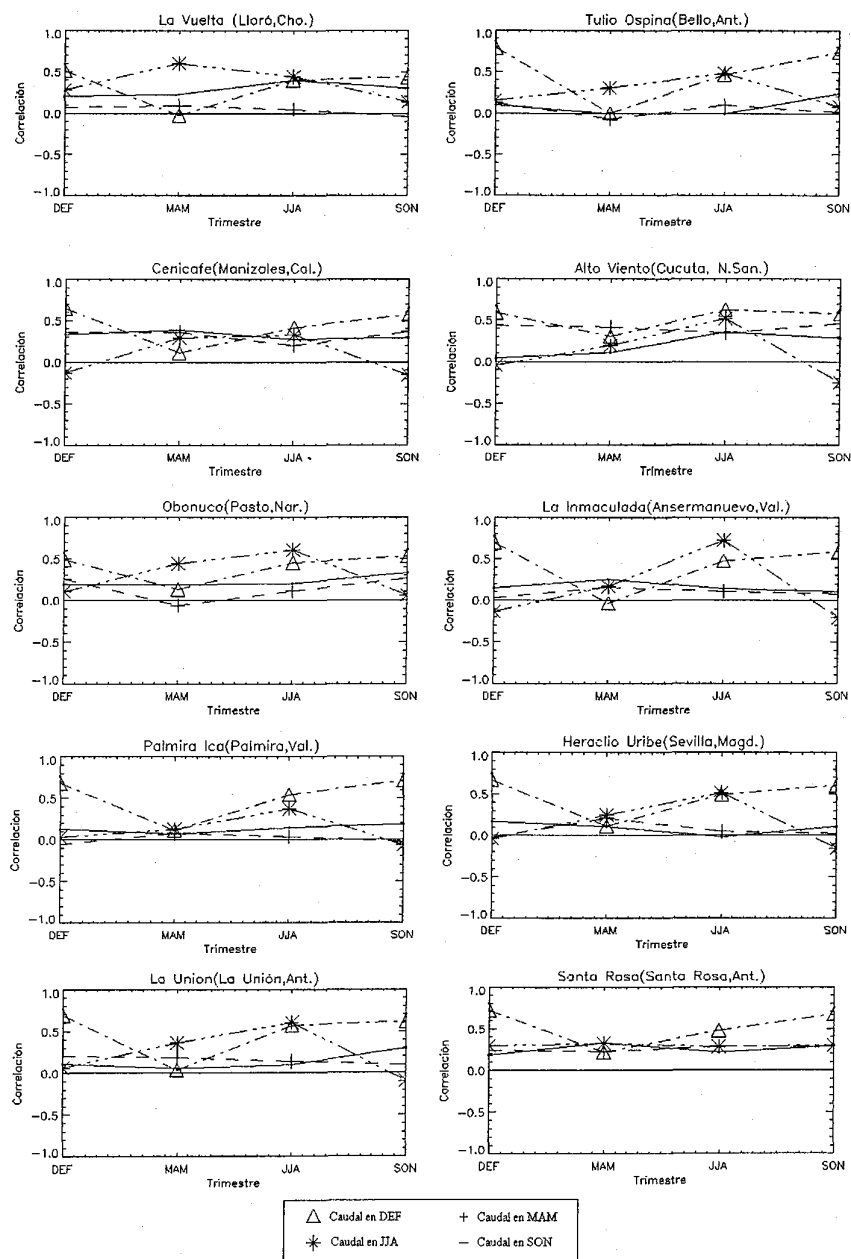 La Vuelta (Lloró,Cho.)
Correlación
1.0
0.5
0.0
−0.5
−1.0
DEF MAM JJA SON
Trimestre
Tulio Ospina(Bello,Ant.)
Correlación
1.0
0.5
0.0
−0.5
−1.0
DEF MAM JJA SON
Trimestre
Cenicafe(Manizales,Cal.)
Correlación
1.0
0.5
0.0
−0.5
−1.0
DEF MAM JJA SON
Trimestre
Alto Viento(Cucuta, N.San.)
Correlación
1.0
0.5
0.0
−0.5
−1.0
DEF MAM JJA SON
Trimestre
Obonuco(Pasto,Nar.)
Correlación
1.0
0.5
0.0
−0.5
−1.0
DEF MAM JJA SON
Trimestre
La Inmaculada(Ansermanuevo,Val.)
Correlación
1.0
0.5
0.0
−0.5
−1.0
DEF MAM JJA SON
Trimestre
Palmira Ica(Palmira,Val.)
Correlación
1.0
0.5
0.0
−0.5
−1.0
DEF MAM JJA SON
Trimestre
Heraclio Uribe(Sevilla,Magd.)
Correlación
1.0
0.5
0.0
−0.5
−1.0
DEF MAM JJA SON
Trimestre
La Union(La Unión,Ant.)
Correlación
1.0
0.5
0.0
−0.5
−1.0
DEF MAM JJA SON
Trimestre
Santa Rosa(Santa Rosa,Ant.)
Correlación
1.0
0.5
0.0
−0.5
−1.0
DEF MAM JJA SON
Trimestre
Caudal en DEF
Caudal en MAM
Caudal en JJA
Caudal en SON